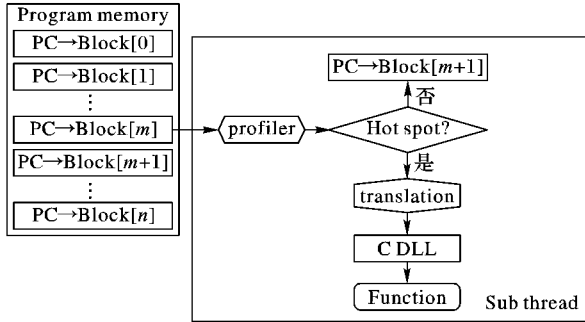 Program memory
PC→Block[0]
PC→Block[1]
⋮
PC→Block[m]
PC→Block[m+1]
⋮
PC→Block[n]
profiler
PC→Block[m+1]
否
Hot spot?
是
translation
C DLL
Function
Sub thread